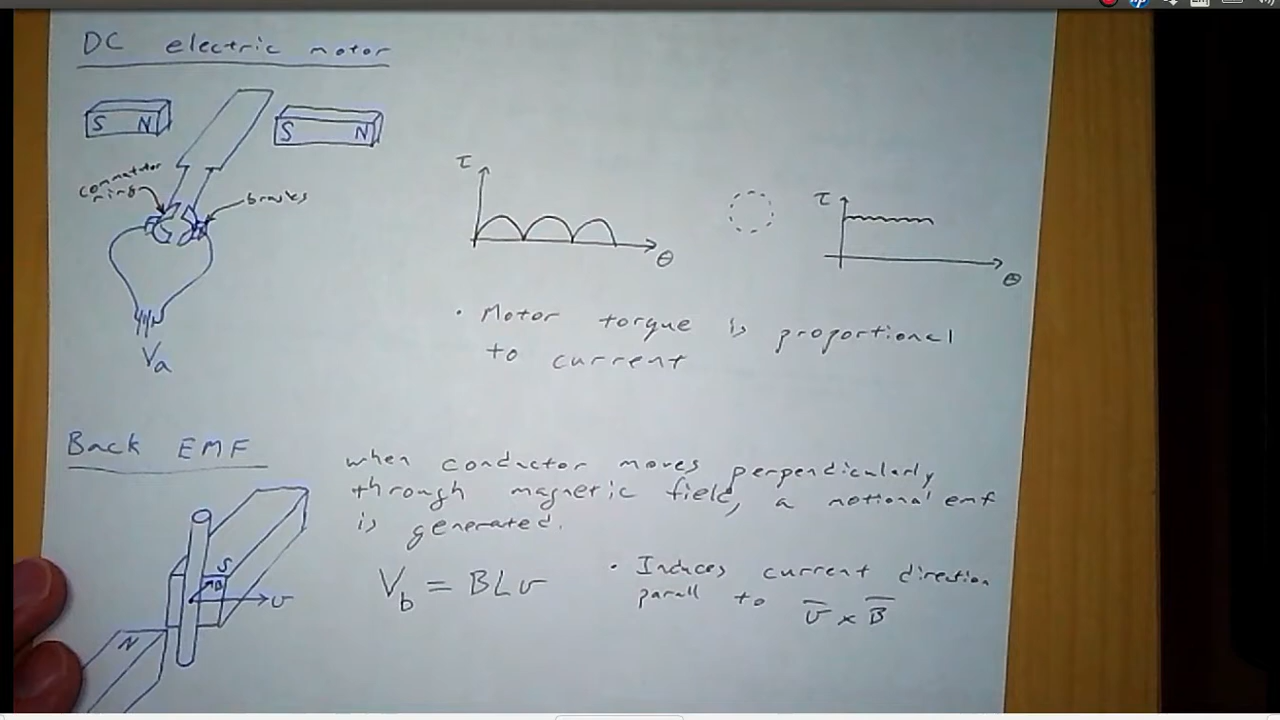 DC electric motor
S N
S N
commutator
ring
brushes
Va
τ
θ
τ
θ
· Motor torque is proportional
to current
Back EMF
when conductor moves perpendicularly
through magnetic field, a notional emf
is generated.
Vb = BLv
· Induces current direction
parall to v̅ x B̅
S
B
v
N